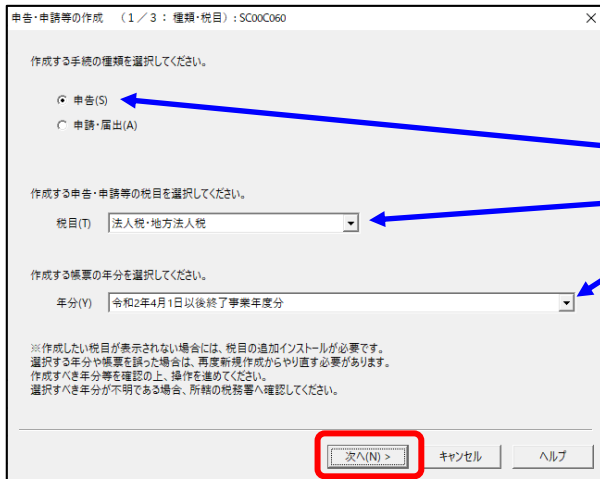 申告・申請等の作成　（1／3：種類・税目）：SC00C060
作成する手続の種類を選択してください。
申告(S)
申請・届出(A)
作成する申告・申請等の税目を選択してください。
税目(T)　法人税・地方法人税
作成する帳票の年分を選択してください。
年分(Y)　令和2年4月1日以後終了事業年度分
※作成したい税目が表示されない場合には、税目の追加インストールが必要です。
選択する年分や帳票を誤った場合は、再度新規作成からやり直す必要があります。
作成すべき年分等を確認の上、操作を進めてください。
選択すべき年分が不明である場合、所轄の税務署へ確認してください。
次へ(N) >　キャンセル　ヘルプ